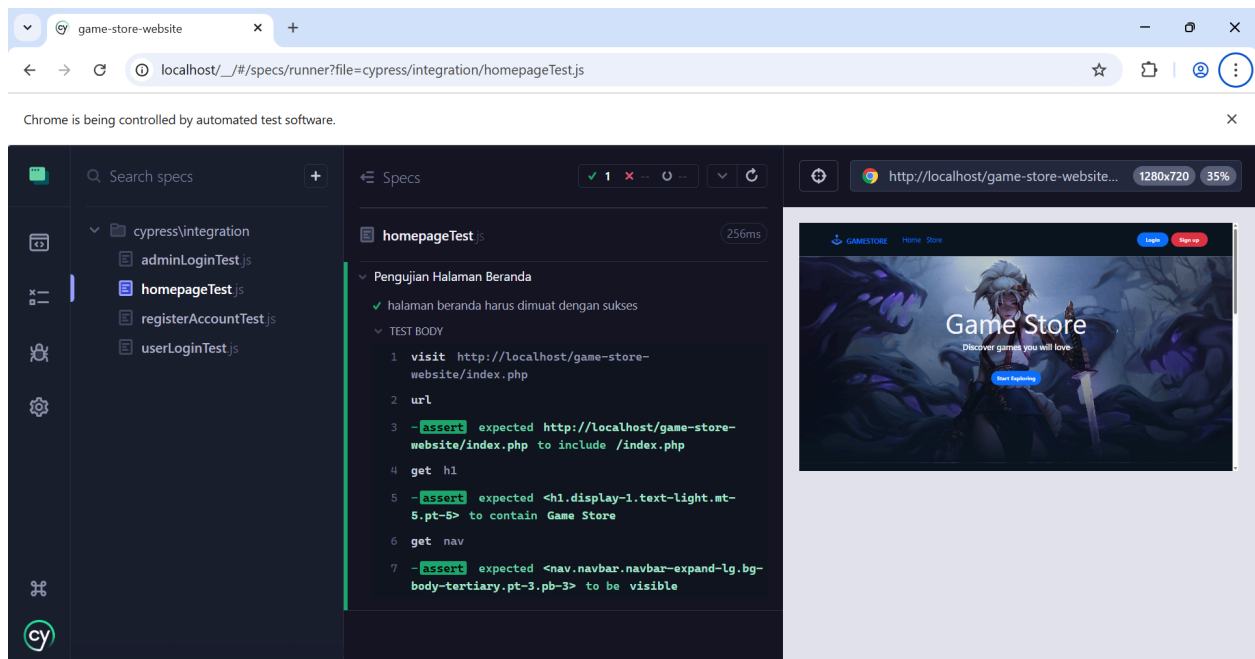 game-store-website
localhost/__/#/specs/runner?file=cypress/integration/homepageTest.js
Chrome is being controlled by automated test software.
Search specs
+
cypress\integration
adminLoginTest.js
homepageTest.js
registerAccountTest.js
userLoginTest.js
cy
Specs
1 -- --
homepageTest.js 256ms
Pengujian Halaman Beranda
halaman beranda harus dimuat dengan sukses
TEST BODY
1 visit http://localhost/game-store-
website/index.php
2 url
3 -assert expected http://localhost/game-store-
website/index.php to include /index.php
4 get h1
5 -assert expected <h1.display-1.text-light.mt-
5.pt-5> to contain Game Store
6 get nav
7 -assert expected <nav.navbar.navbar-expand-lg.bg-
body-tertiary.pt-3.pb-3> to be visible
http://localhost/game-store-website... 1280x720 35%
GAMESTORE Home Store Login Sign up
Game Store
Discover games you will love
Start Exploring